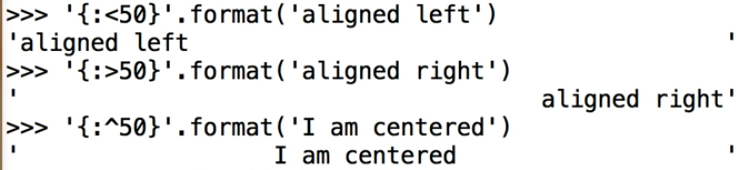 >>> '{:<50}'.format('aligned left')
'aligned left                                      '
>>> '{:>50}'.format('aligned right')
'                                     aligned right'
>>> '{:^50}'.format('I am centered')
'                  I am centered                   '